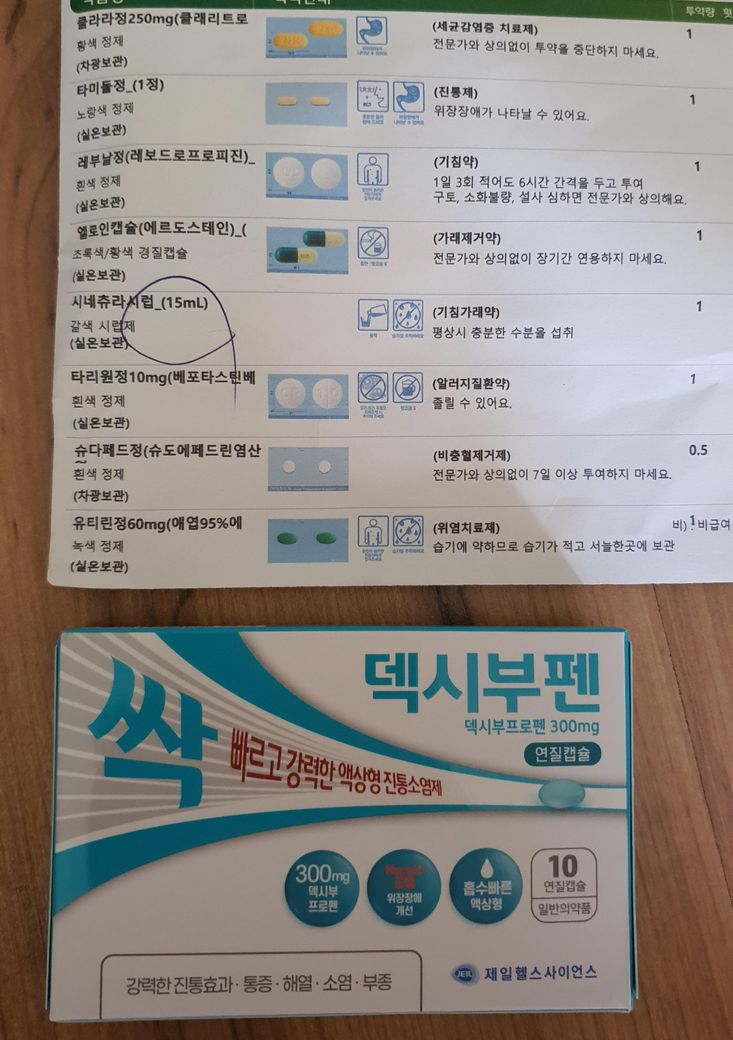 클라라정250mg(클래리트로
황색 정제
(차광보관)
(세균감염증 치료제)
전문가와 상의없이 투약을 중단하지 마세요.
1
타미돌정_(1정)
노랑색 정제
(실온보관)
(진통제)
위장장애가 나타날 수 있어요.
1
레부날정(레보드로프로피진)_
흰색 정제
(실온보관)
(기침약)
1일 3회 적어도 6시간 간격을 두고 투여
구토, 소화불량, 설사 심하면 전문가와 상의해요.
1
엘로인캡슐(에르도스테인)_(
초록색/황색 경질캡슐
(실온보관)
(가래제거약)
전문가와 상의없이 장기간 연용하지 마세요.
1
시네츄라시럽_(15mL)
갈색 시럽제
(실온보관)
(기침가래약)
평상시 충분한 수분을 섭취
1
타리원정10mg(베포타스틴베
흰색 정제
(실온보관)
(알러지질환약)
졸릴 수 있어요.
1
슈다페드정(슈도에페드린염산
흰색 정제
(차광보관)
(비충혈제거제)
전문가와 상의없이 7일 이상 투여하지 마세요.
0.5
유티린정60mg(애엽95%에
녹색 정제
(실온보관)
(위염치료제)
습기에 약하므로 습기가 적고 서늘한곳에 보관
비) 1 비급여
투약량 횟
싹
덱시부펜
덱시부프로펜 300mg
연질캡슐
빠르고 강력한 액상형 진통소염제
300mg
덱시부
프로펜
위장장애
개선
흡수빠른
액상형
10
연질캡슐
일반의약품
강력한 진통효과·통증·해열·소염·부종
JEIL 제일헬스사이언스